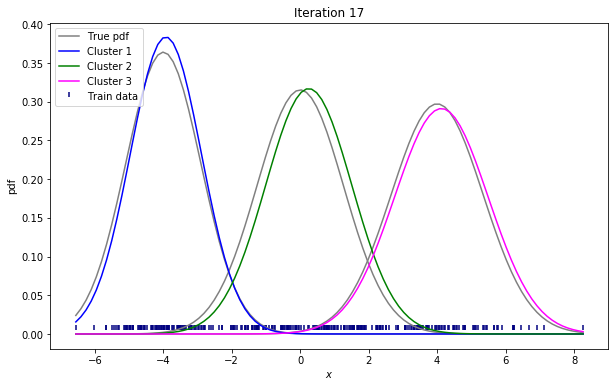 Iteration 17
True pdf
Cluster 1
Cluster 2
Cluster 3
Train data
pdf
0.40
0.35
0.30
0.25
0.20
0.15
0.10
0.05
0.00
−6 −4 −2 0 2 4 6 8
x